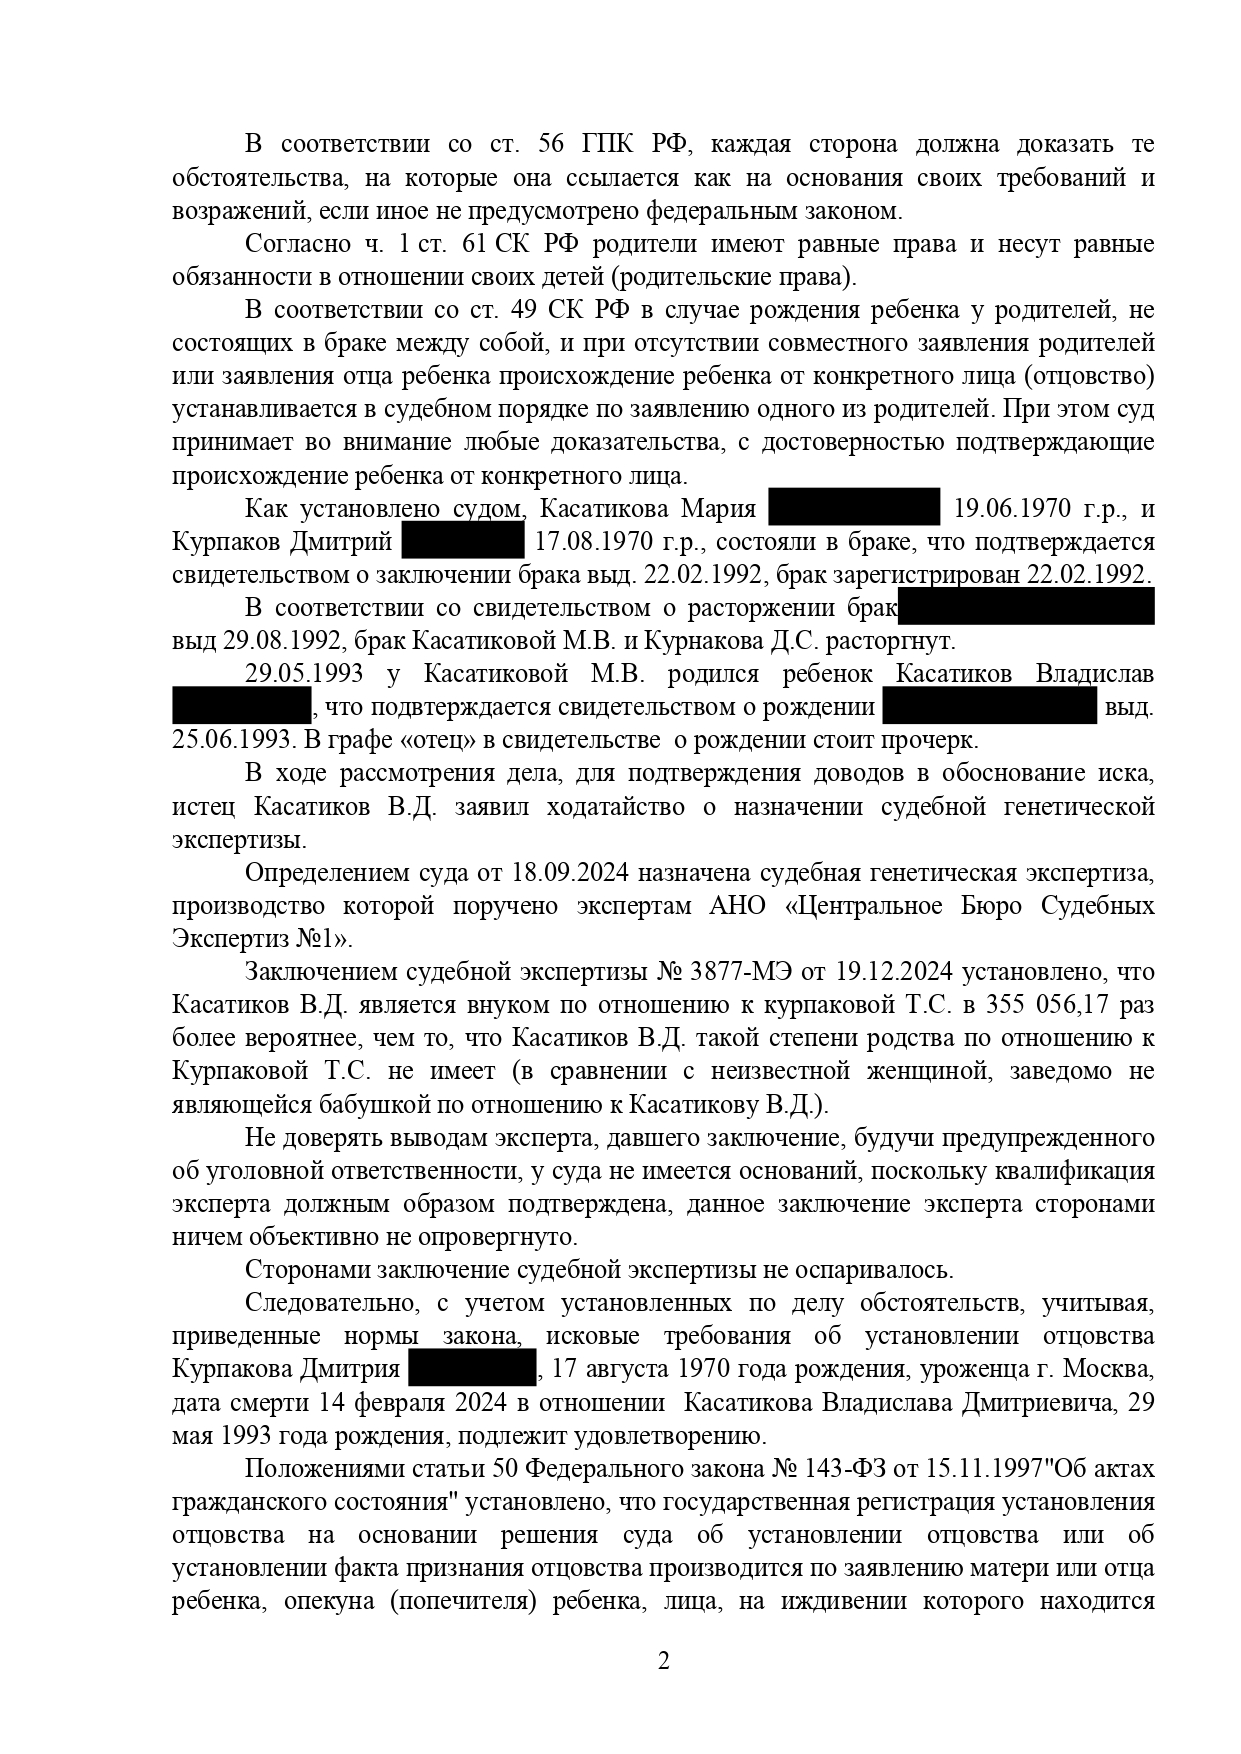 В соответствии со ст. 56 ГПК РФ, каждая сторона должна доказать те
обстоятельства, на которые она ссылается как на основания своих требований и
возражений, если иное не предусмотрено федеральным законом.
Согласно ч. 1 ст. 61 СК РФ родители имеют равные права и несут равные
обязанности в отношении своих детей (родительские права).
В соответствии со ст. 49 СК РФ в случае рождения ребенка у родителей, не
состоящих в браке между собой, и при отсутствии совместного заявления родителей
или заявления отца ребенка происхождение ребенка от конкретного лица (отцовство)
устанавливается в судебном порядке по заявлению одного из родителей. При этом суд
принимает во внимание любые доказательства, с достоверностью подтверждающие
происхождение ребенка от конкретного лица.
Как установлено судом, Касатикова Мария 19.06.1970 г.р., и
Курпаков Дмитрий 17.08.1970 г.р., состояли в браке, что подтверждается
свидетельством о заключении брака выд. 22.02.1992, брак зарегистрирован 22.02.1992.
В соответствии со свидетельством о расторжении брак
выд 29.08.1992, брак Касатиковой М.В. и Курнакова Д.С. расторгнут.
29.05.1993 у Касатиковой М.В. родился ребенок Касатиков Владислав
, что подвтерждается свидетельством о рождении выд.
25.06.1993. В графе «отец» в свидетельстве о рождении стоит прочерк.
В ходе рассмотрения дела, для подтверждения доводов в обоснование иска,
истец Касатиков В.Д. заявил ходатайство о назначении судебной генетической
экспертизы.
Определением суда от 18.09.2024 назначена судебная генетическая экспертиза,
производство которой поручено экспертам АНО «Центральное Бюро Судебных
Экспертиз №1».
Заключением судебной экспертизы № 3877-МЭ от 19.12.2024 установлено, что
Касатиков В.Д. является внуком по отношению к курпаковой Т.С. в 355 056,17 раз
более вероятнее, чем то, что Касатиков В.Д. такой степени родства по отношению к
Курпаковой Т.С. не имеет (в сравнении с неизвестной женщиной, заведомо не
являющейся бабушкой по отношению к Касатикову В.Д.).
Не доверять выводам эксперта, давшего заключение, будучи предупрежденного
об уголовной ответственности, у суда не имеется оснований, поскольку квалификация
эксперта должным образом подтверждена, данное заключение эксперта сторонами
ничем объективно не опровергнуто.
Сторонами заключение судебной экспертизы не оспаривалось.
Следовательно, с учетом установленных по делу обстоятельств, учитывая,
приведенные нормы закона, исковые требования об установлении отцовства
Курпакова Дмитрия , 17 августа 1970 года рождения, уроженца г. Москва,
дата смерти 14 февраля 2024 в отношении Касатикова Владислава Дмитриевича, 29
мая 1993 года рождения, подлежит удовлетворению.
Положениями статьи 50 Федерального закона № 143-ФЗ от 15.11.1997"Об актах
гражданского состояния" установлено, что государственная регистрация установления
отцовства на основании решения суда об установлении отцовства или об
установлении факта признания отцовства производится по заявлению матери или отца
ребенка, опекуна (попечителя) ребенка, лица, на иждивении которого находится
2